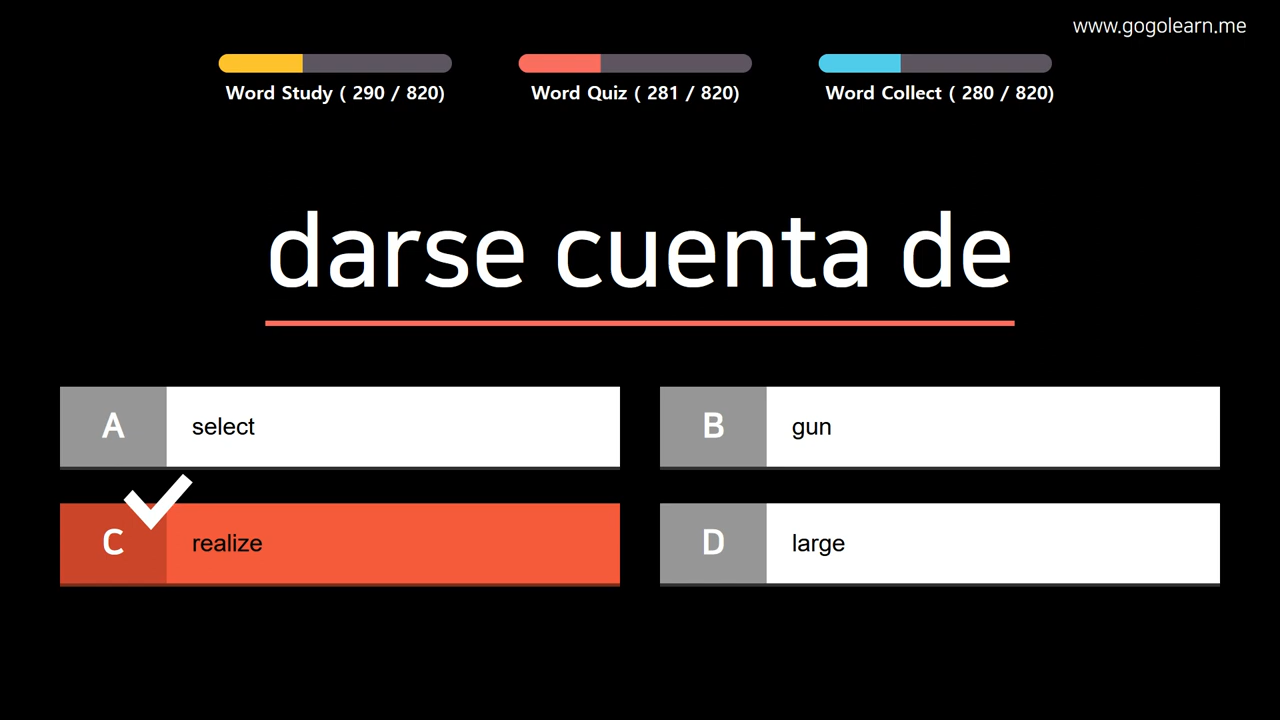 www.gogolearn.me
Word Study ( 290 / 820)
Word Quiz ( 281 / 820)
Word Collect ( 280 / 820)
darse cuenta de
A select
B gun
C realize
D large